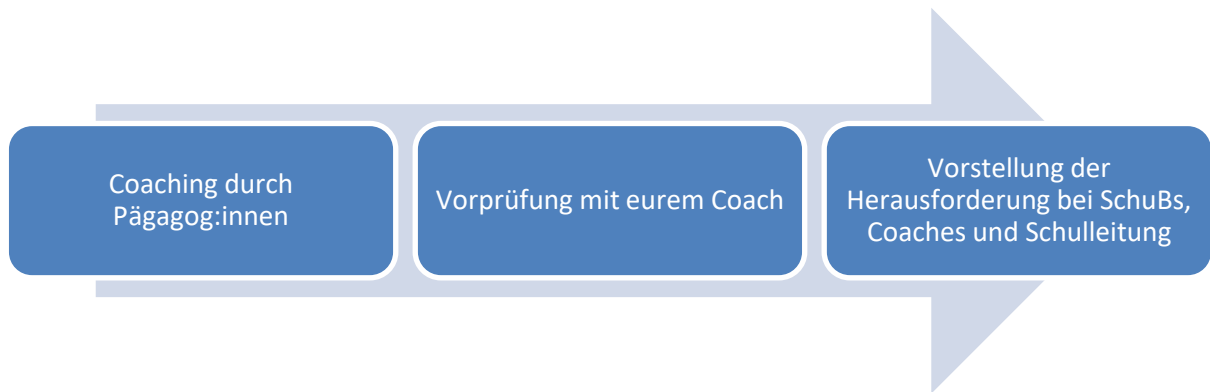 Coaching durch
Pägagog:innen
Vorprüfung mit eurem Coach
Vorstellung der
Herausforderung bei SchuBs,
Coaches und Schulleitung